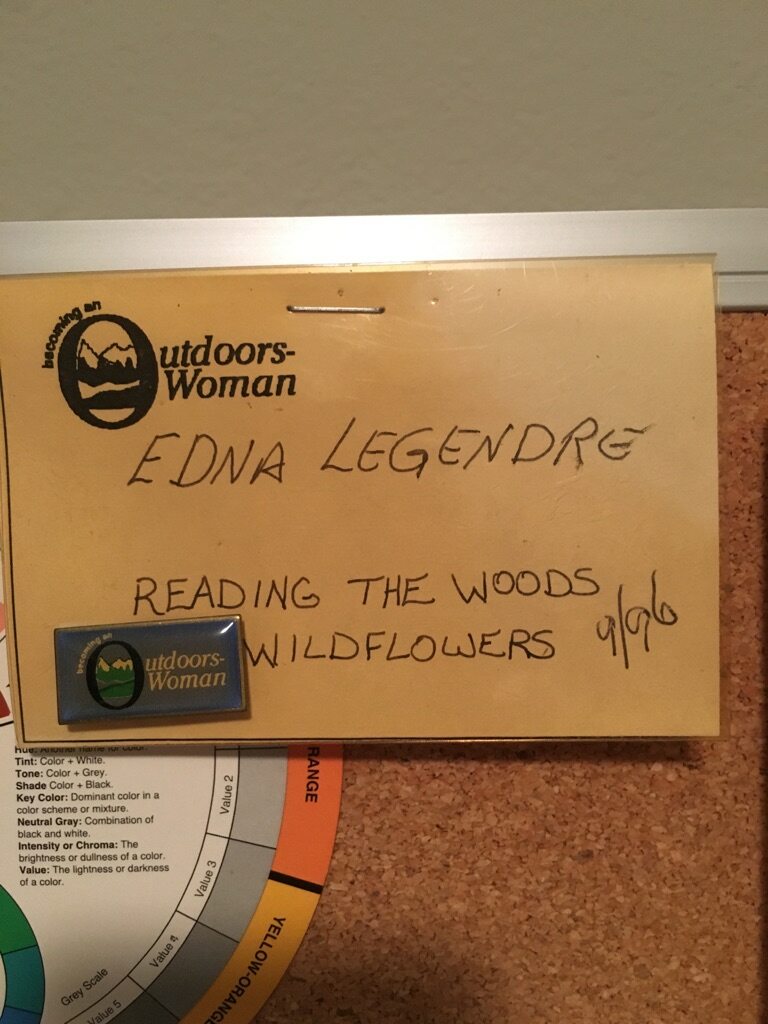 becoming an
Outdoors-
Woman
EDNA LEGENDRE
READING THE WOODS
WILDFLOWERS 9/96
becoming an
Outdoors-
Woman
Hue: Another name for color.
Tint: Color + White.
Tone: Color + Grey.
Shade Color + Black.
Key Color: Dominant color in a
color scheme or mixture.
Neutral Gray: Combination of
black and white.
Intensity or Chroma: The
brightness or dullness of a color.
Value: The lightness or darkness
of a color.
Value 2
Value 3
Value 4
Value 5
Grey Scale
RANGE
YELLOW-ORANGE